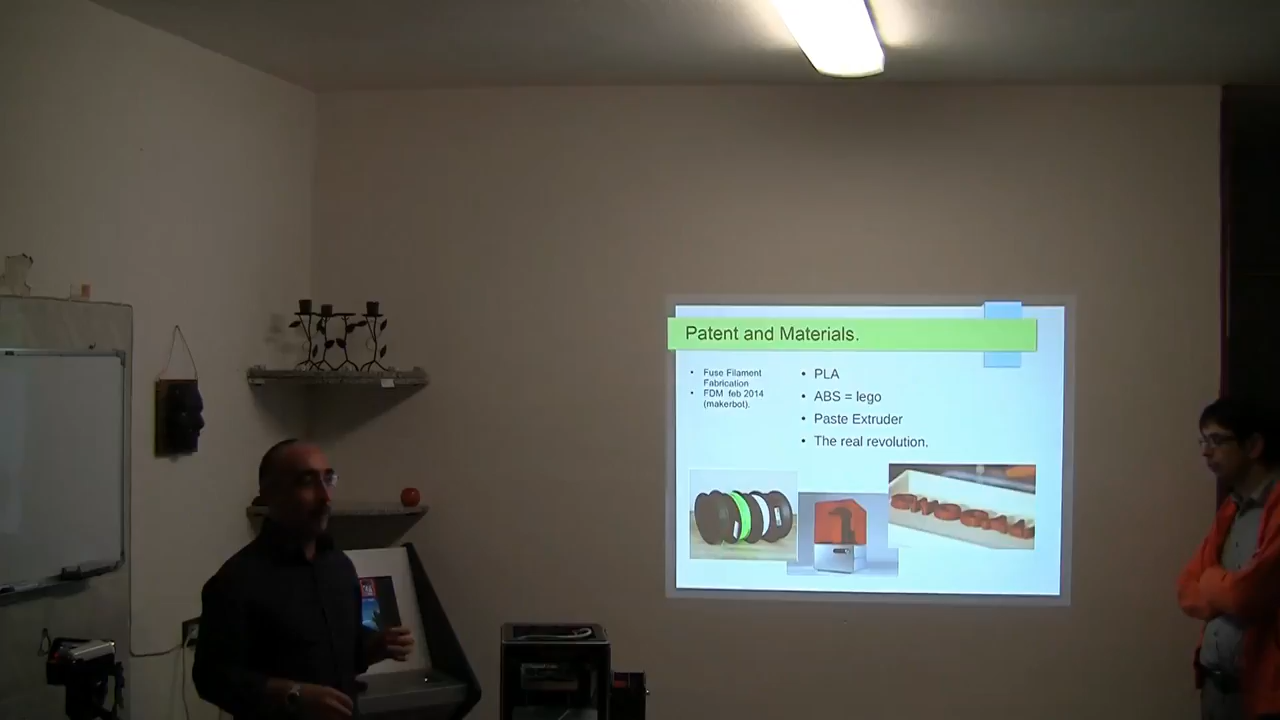 Patent and Materials.
• Fuse Filament
Fabrication
• FDM feb 2014
(makerbot).
• PLA
• ABS = lego
• Paste Extruder
• The real revolution.